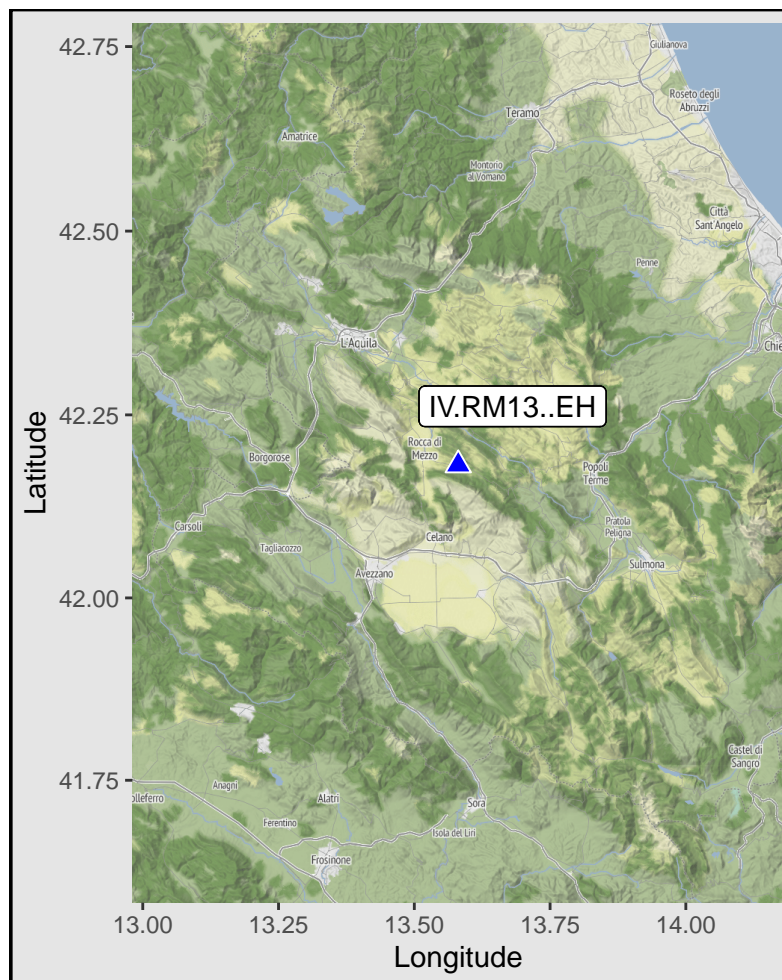 42.75
Giulianova
Roseto degli
Abruzzi
Teramo
Amatrice
Montorio
al Vomano
42.50
Città
Sant'Angelo
Penne
L'Aquila
Chie
42.25
IV.RM13..EH
Rocca di
Mezzo
Borgorose
Popoli
Terme
Carsoli
Pratola
Peligna
Tagliacozzo
Celano
Sulmona
Avezzano
42.00
Latitude
Castel di
Sangro
41.75
Anagni
olleferro
Alatri
Sora
Ferentino
Isola del Liri
Frosinone
13.00
13.25
13.50
13.75
14.00
Longitude